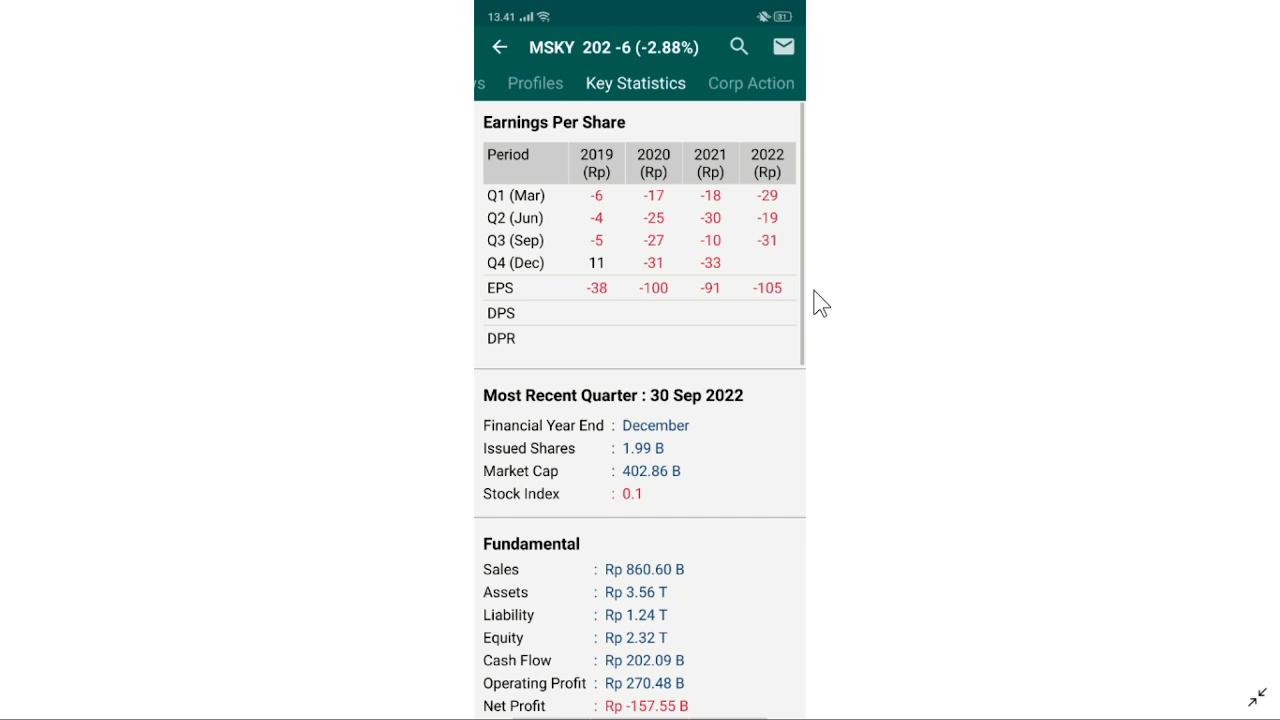 13.41 31
MSKY 202 -6 (-2.88%)
s Profiles Key Statistics Corp Action
Earnings Per Share
Period 2019 2020 2021 2022
(Rp) (Rp) (Rp) (Rp)
Q1 (Mar) -6 -17 -18 -29
Q2 (Jun) -4 -25 -30 -19
Q3 (Sep) -5 -27 -10 -31
Q4 (Dec) 11 -31 -33
EPS -38 -100 -91 -105
DPS
DPR
Most Recent Quarter : 30 Sep 2022
Financial Year End : December
Issued Shares : 1.99 B
Market Cap : 402.86 B
Stock Index : 0.1
Fundamental
Sales : Rp 860.60 B
Assets : Rp 3.56 T
Liability : Rp 1.24 T
Equity : Rp 2.32 T
Cash Flow : Rp 202.09 B
Operating Profit : Rp 270.48 B
Net Profit : Rp -157.55 B